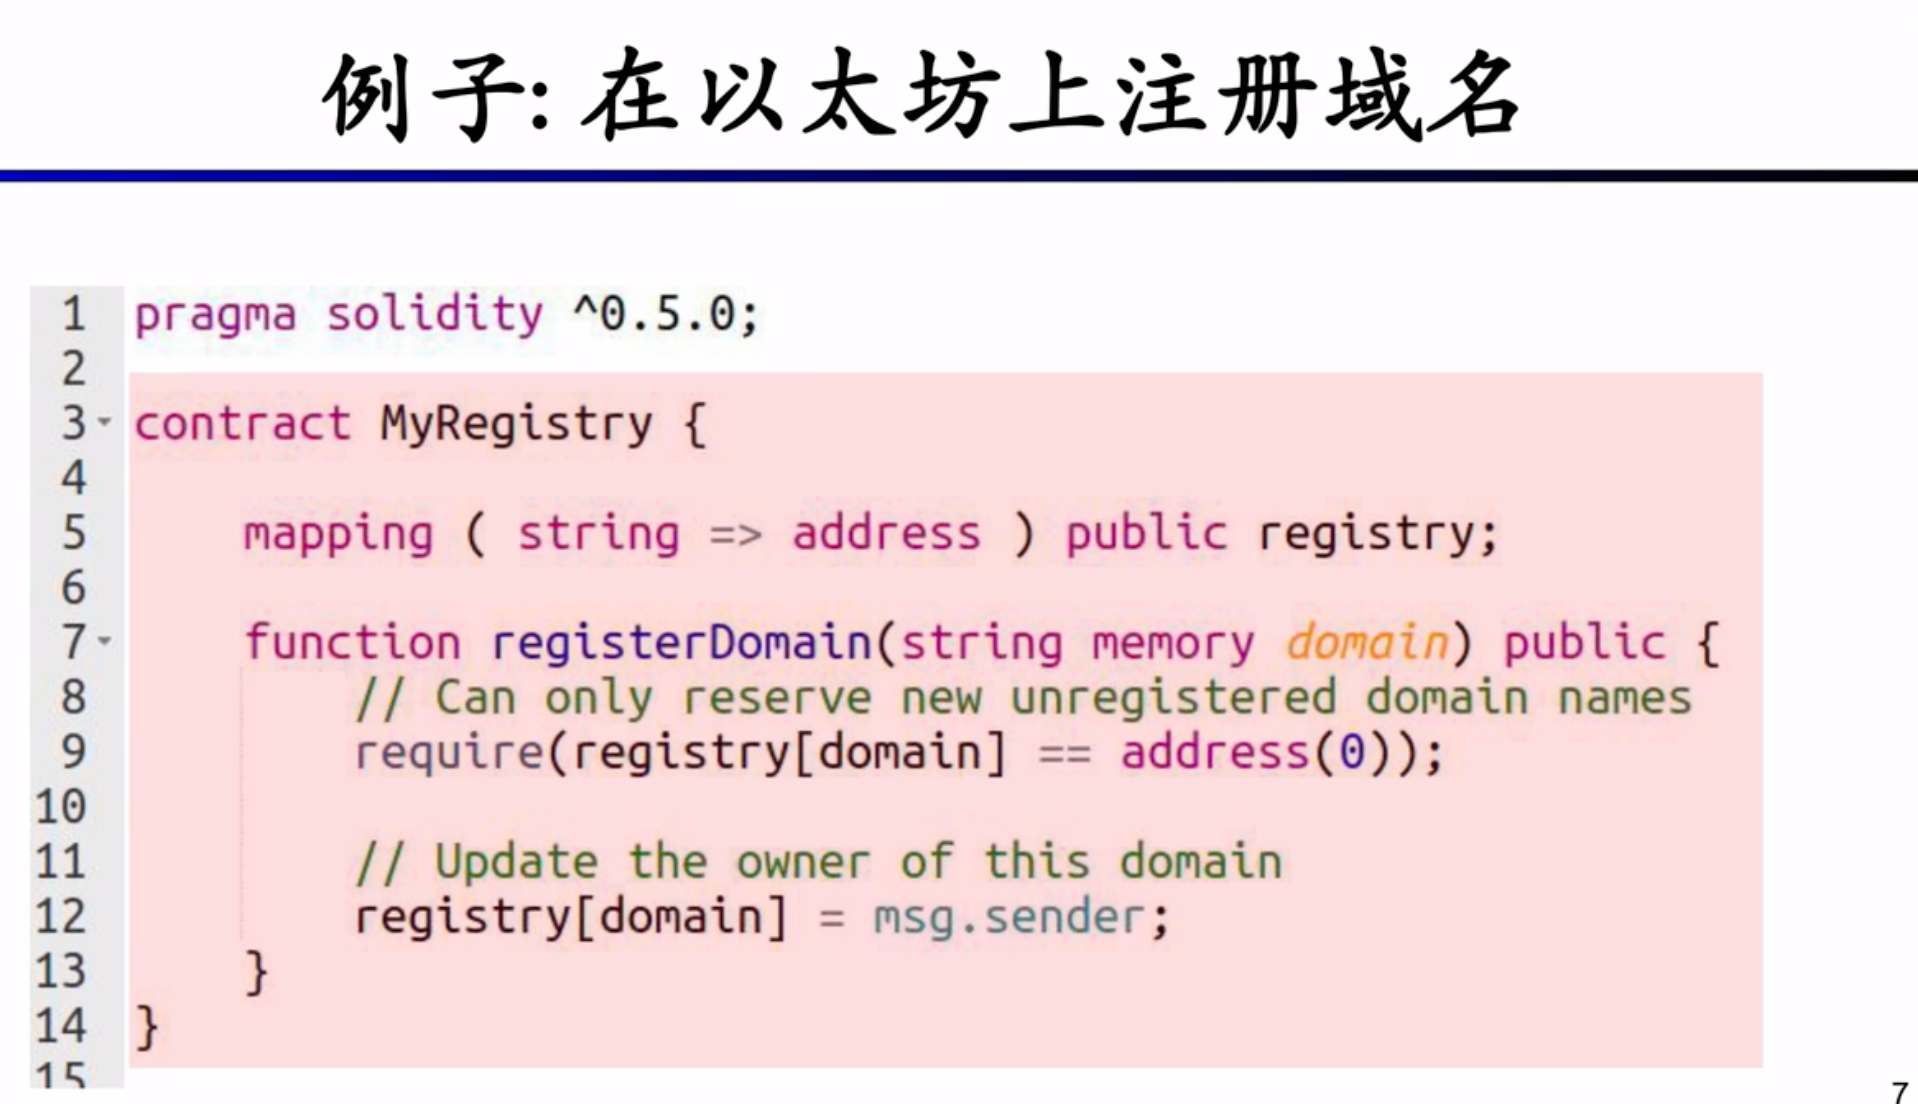 例子: 在以太坊上注册域名
1 pragma solidity ^0.5.0;
2
3 contract MyRegistry {
4
5 mapping ( string => address ) public registry;
6
7 function registerDomain(string memory domain) public {
8 // Can only reserve new unregistered domain names
9 require(registry[domain] == address(0));
10
11 // Update the owner of this domain
12 registry[domain] = msg.sender;
13 }
14 }
15
7